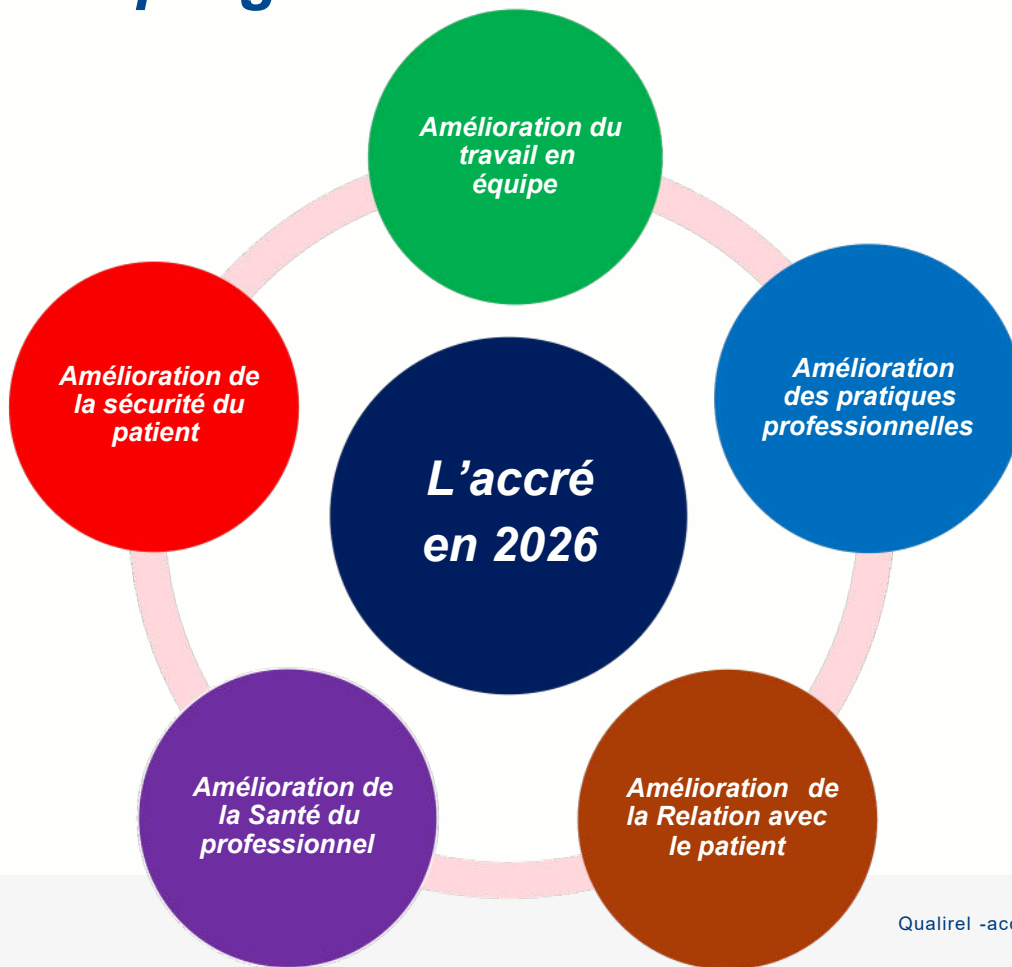 Amélioration du
travail en
équipe
Amélioration de
la sécurité du
patient
Amélioration
des pratiques
professionnelles
L’accré
en 2026
Amélioration de
la Santé du
professionnel
Amélioration de
la Relation avec
le patient
Qualirel -acc